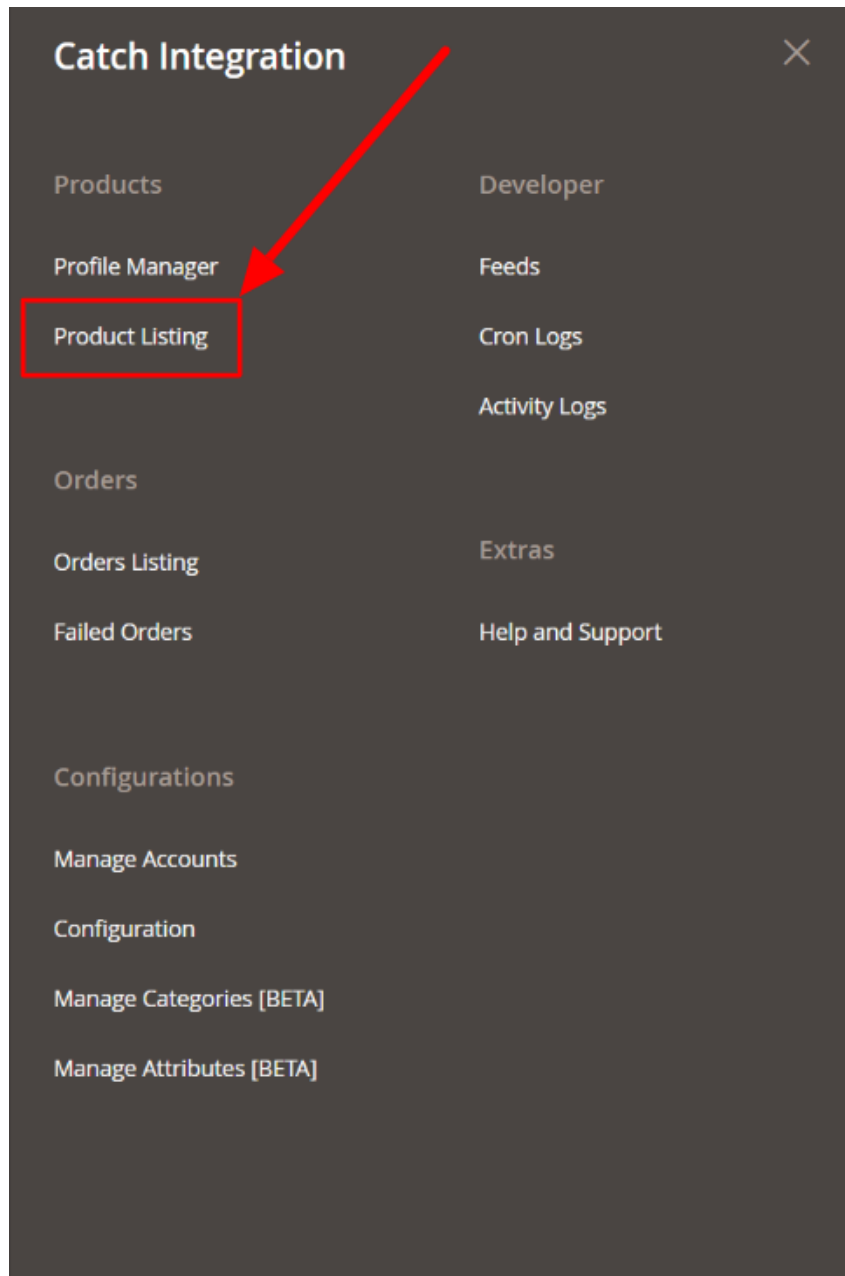 Catch Integration
Products
Profile Manager
Product Listing
Orders
Orders Listing
Failed Orders
Configurations
Manage Accounts
Configuration
Manage Categories [BETA]
Manage Attributes [BETA]
Developer
Feeds
Cron Logs
Activity Logs
Extras
Help and Support